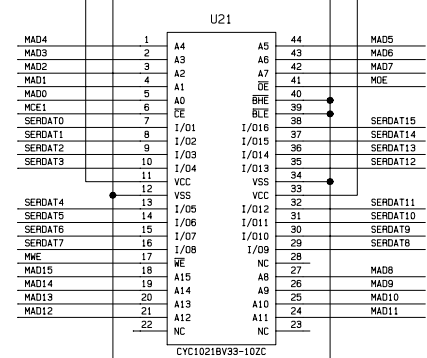 U21
MAD4 1 A4 A5 44 MAD5
MAD3 2 A3 A6 43 MAD6
MAD2 3 A2 A7 42 MAD7
MAD1 4 A1 OE 41 MOE
MAD0 5 A0 BHE 40
MCE1 6 CE BLE 39
SERDAT0 7 I/O1 I/O16 38 SERDAT15
SERDAT1 8 I/O2 I/O15 37 SERDAT14
SERDAT2 9 I/O3 I/O14 36 SERDAT13
SERDAT3 10 I/O4 I/O13 35 SERDAT12
11 VCC VSS 34
12 VSS VCC 33
SERDAT4 13 I/O5 I/O12 32 SERDAT11
SERDAT5 14 I/O6 I/O11 31 SERDAT10
SERDAT6 15 I/O7 I/O10 30 SERDAT9
SERDAT7 16 I/O8 I/O9 29 SERDAT8
MWE 17 WE NC 28
MAD15 18 A15 A8 27 MAD8
MAD14 19 A14 A9 26 MAD9
MAD13 20 A13 A10 25 MAD10
MAD12 21 A12 A11 24 MAD11
22 NC NC 23
CYC1021BV33-10ZC